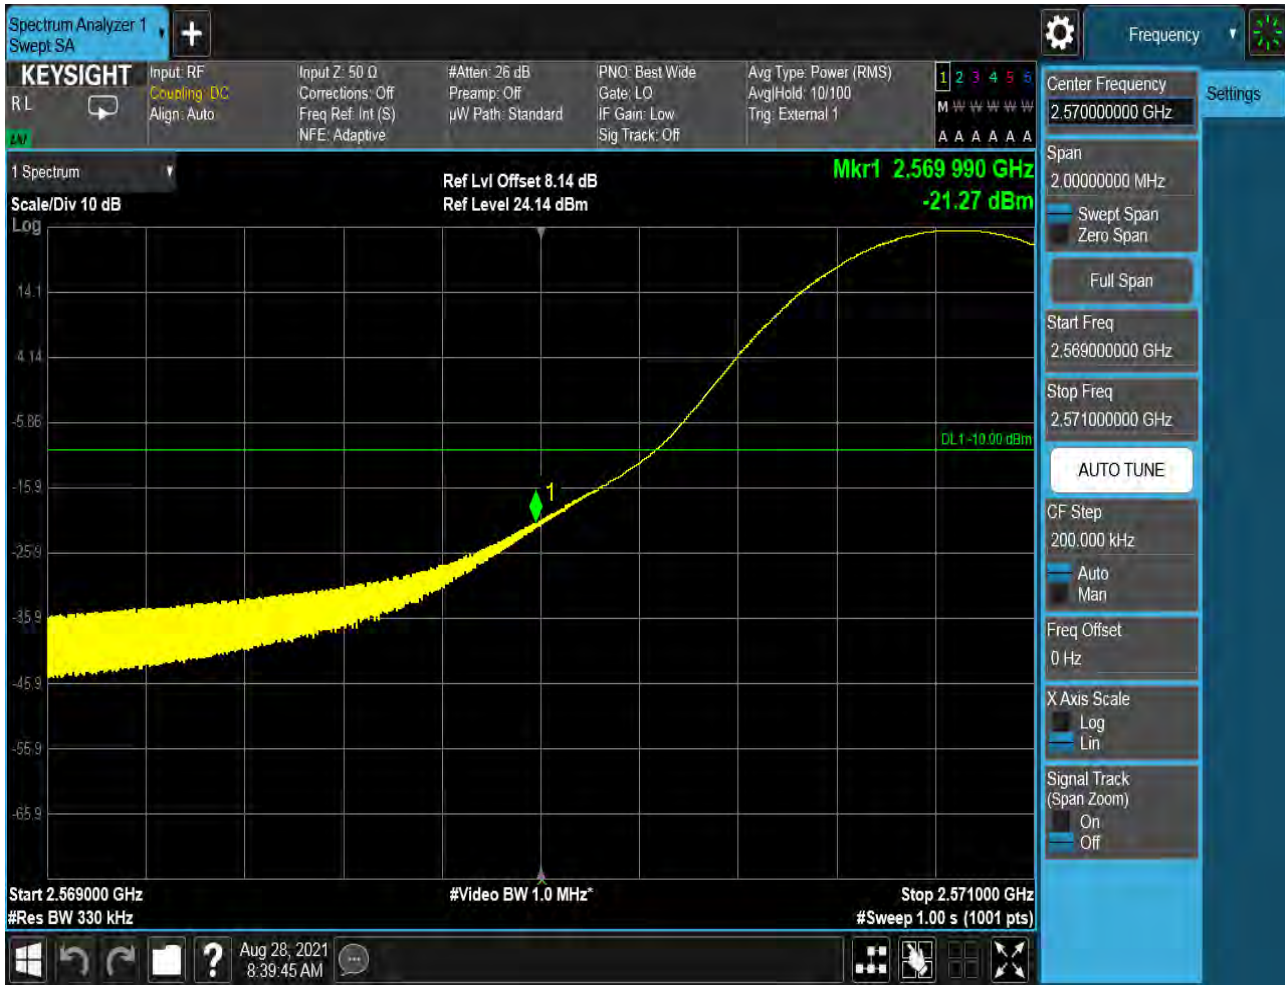 Spectrum Analyzer 1
Swept SA
+
Frequency
KEYSIGHT
R L
LNI
Input: RF
Coupling: DC
Align: Auto
Input Z: 50 Ω
Corrections: Off
Freq Ref: Int (S)
NFE: Adaptive
#Atten: 26 dB
Preamp: Off
µW Path: Standard
PNO: Best Wide
Gate: LO
IF Gain: Low
Sig Track: Off
Avg Type: Power (RMS)
Avg|Hold: 10/100
Trig: External 1
1 2 3 4 5 6
M W W W W W
A A A A A A
1 Spectrum
Scale/Div 10 dB
Log
Ref Lvl Offset 8.14 dB
Ref Level 24.14 dBm
Mkr1 2.569 990 GHz
-21.27 dBm
14.1
4.14
-5.86
-15.9
-25.9
-35.9
-45.9
-55.9
-65.9
DL1 -10.00 dBm
1
Start 2.569000 GHz
#Res BW 330 kHz
#Video BW 1.0 MHz*
Stop 2.571000 GHz
#Sweep 1.00 s (1001 pts)
Center Frequency
2.570000000 GHz
Settings
Span
2.00000000 MHz
Swept Span
Zero Span
Full Span
Start Freq
2.569000000 GHz
Stop Freq
2.571000000 GHz
AUTO TUNE
CF Step
200.000 kHz
Auto
Man
Freq Offset
0 Hz
X Axis Scale
Log
Lin
Signal Track
(Span Zoom)
On
Off
?
Aug 28, 2021
8:39:45 AM